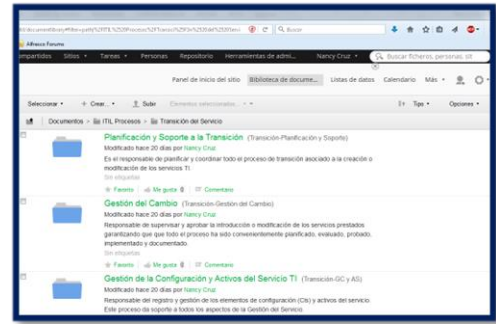 Buscar
Alfresco Forums
ompartidos Sitios Tareas Personas Repositorio Herramientas de admi... Nancy Cruz Buscar ficheros, personas, sit
Panel de inicio del sitio Biblioteca de docume... Listas de datos Calendario Más
Seleccionar Crear... Subir Elementos seleccionados... Tipo Opciones
Documentos > ITIL Procesos > Transición del Servicio
Planificación y Soporte a la Transición (Transición-Planificación y Soporte)
Modificado hace 20 días por Nancy Cruz
Es el responsable de planificar y coordinar todo el proceso de transición asociado a la creación o
modificación de los servicios TI.
Sin etiquetas
Favorito Me gusta 0 Comentario
Gestión del Cambio (Transición-Gestión del Cambio)
Modificado hace 20 días por Nancy Cruz
Responsable de supervisar y aprobar la introducción o modificación de los servicios prestados
garantizando que que todo el proceso ha sido convenientemente planificado, evaluado, probado,
implementado y documentado.
Sin etiquetas
Favorito Me gusta 0 Comentario
Gestión de la Configuración y Activos del Servicio TI (Transición-GC y AS)
Modificado hace 20 días por Nancy Cruz
Responsable del registro y gestión de los elementos de configuración (CIs) y activos del servicio.
Este proceso da soporte a todos los aspectos de la Gestión del Servicio